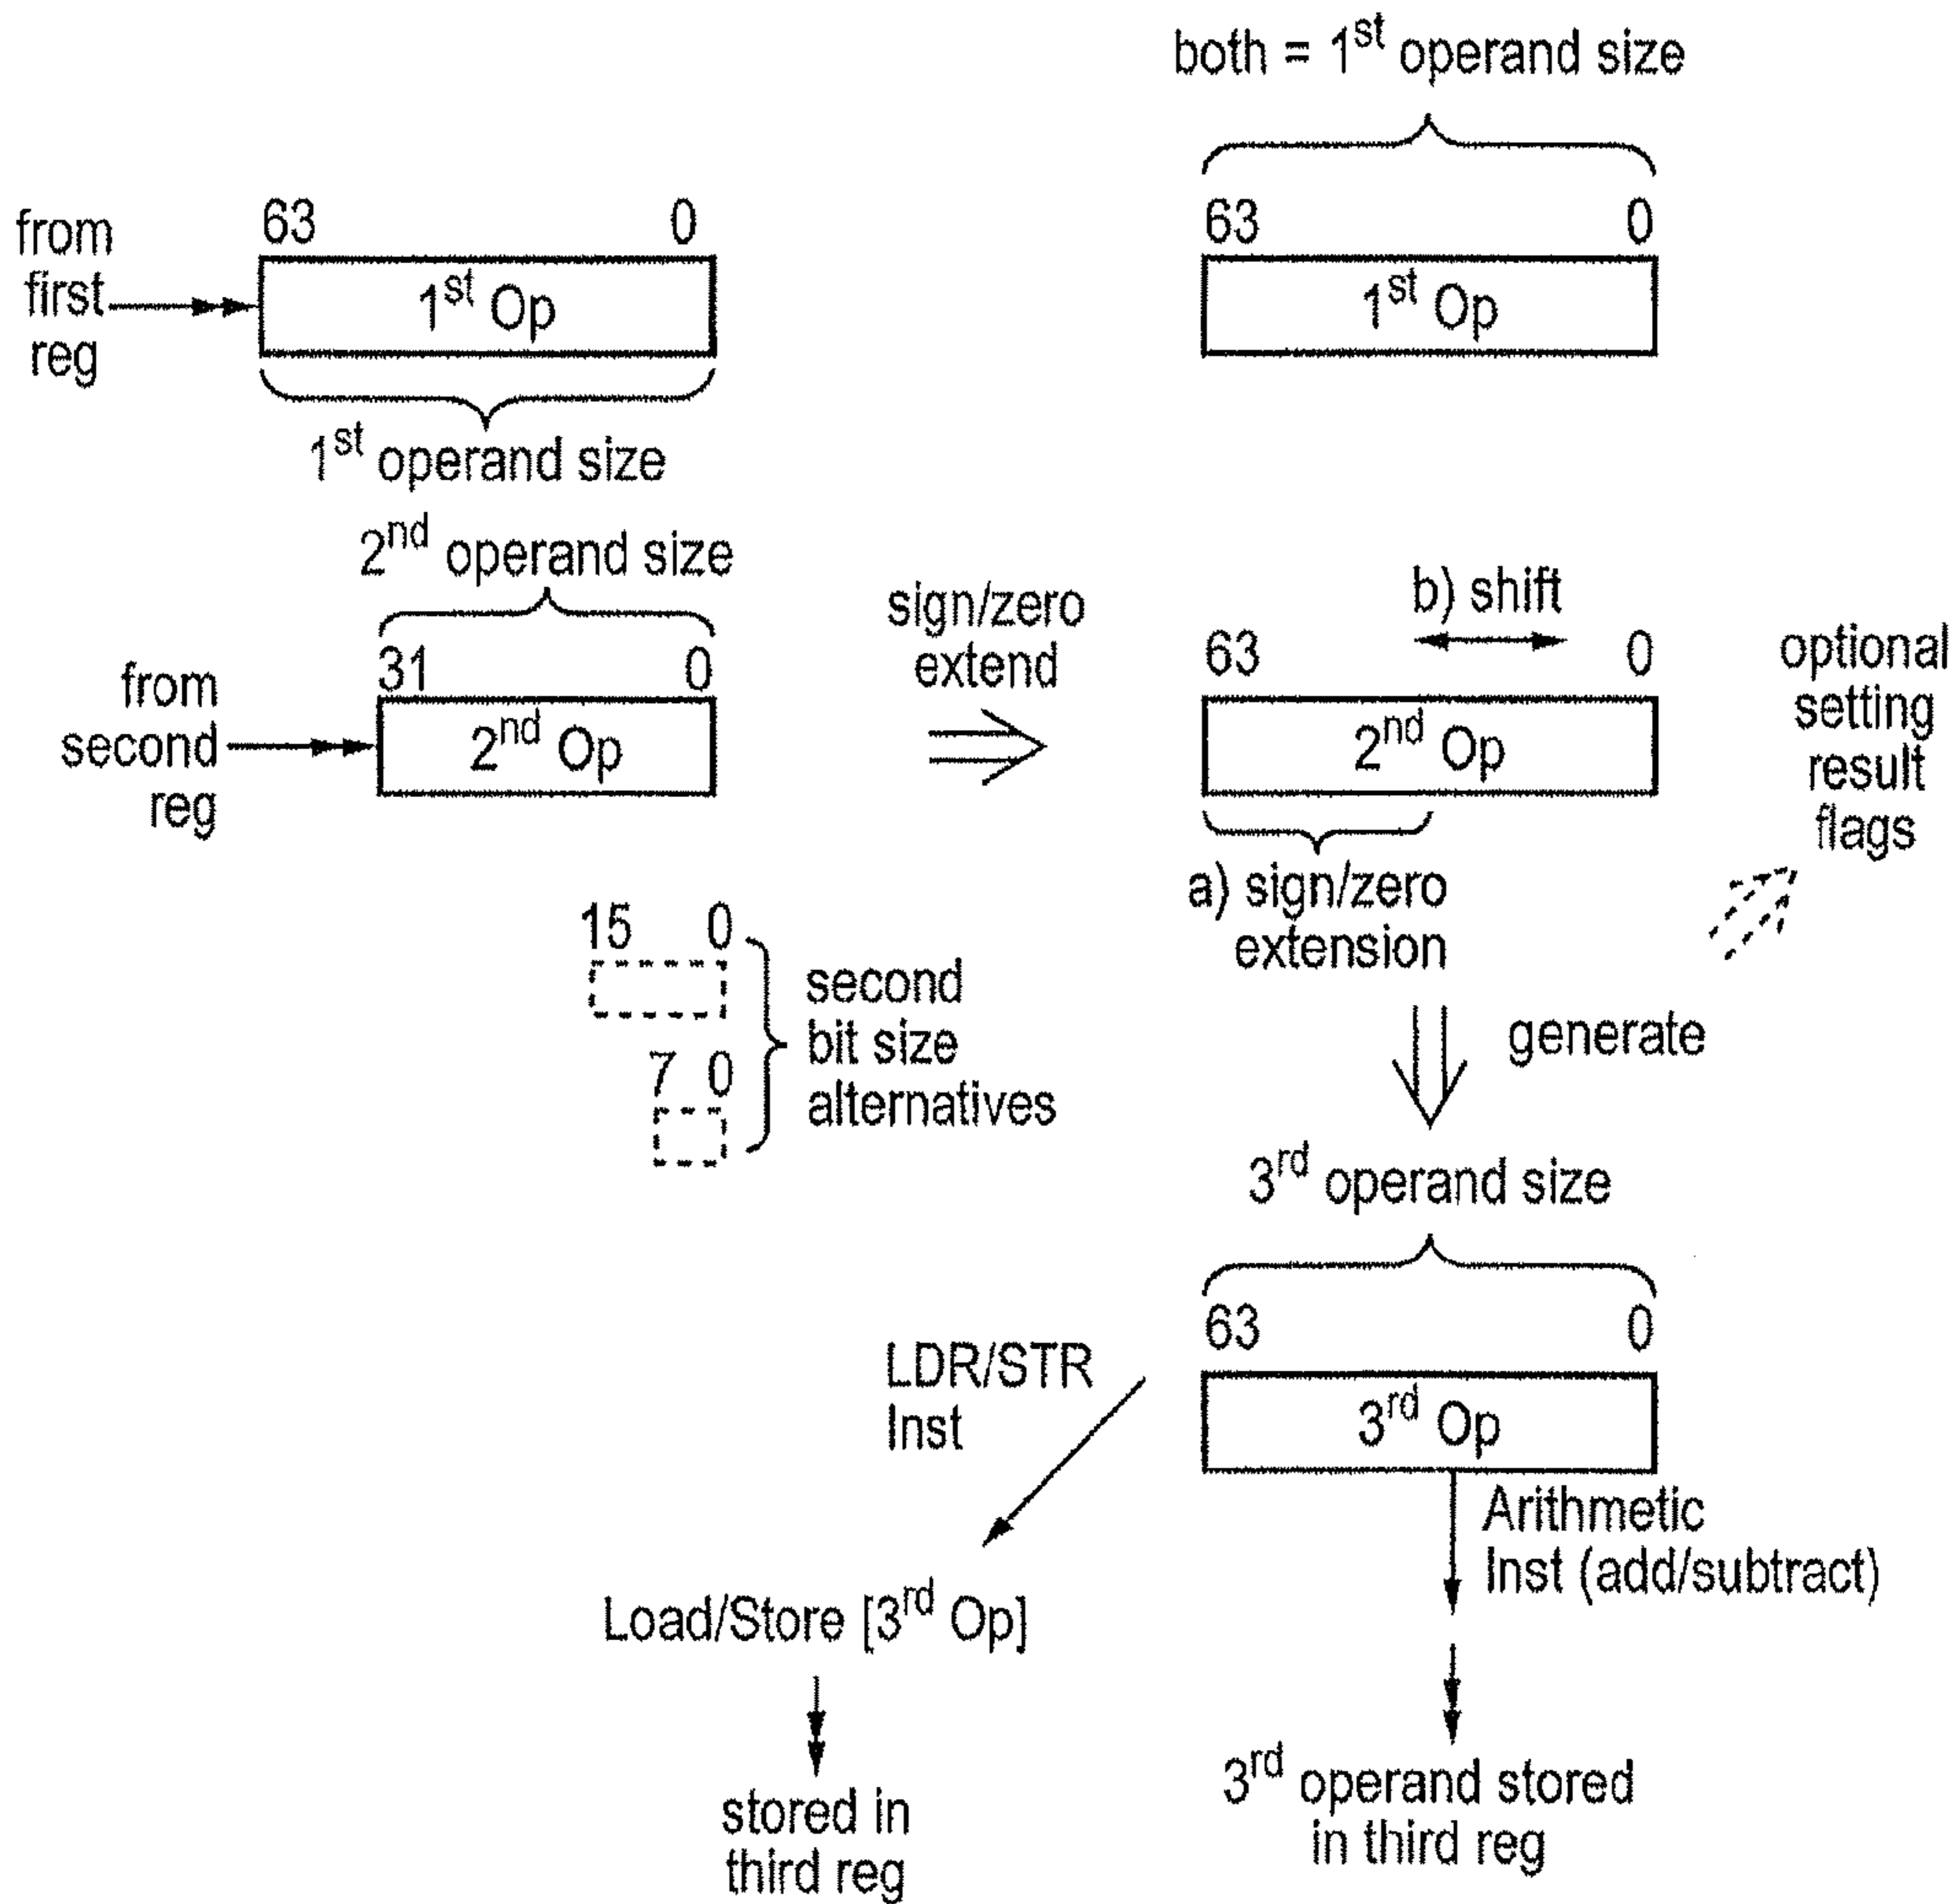 both = 1st operand size
63 0
from
first
reg
1st Op
1st operand size
63 0
1st Op
2nd operand size
31 0
from
second
reg
2nd Op
sign/zero
extend
b) shift
63 0
2nd Op
a) sign/zero
extension
optional
setting
result
flags
15 0
7 0
second
bit size
alternatives
generate
3rd operand size
63 0
3rd Op
LDR/STR
Inst
Arithmetic
Inst (add/subtract)
Load/Store [3rd Op]
stored in
third reg
3rd operand stored
in third reg